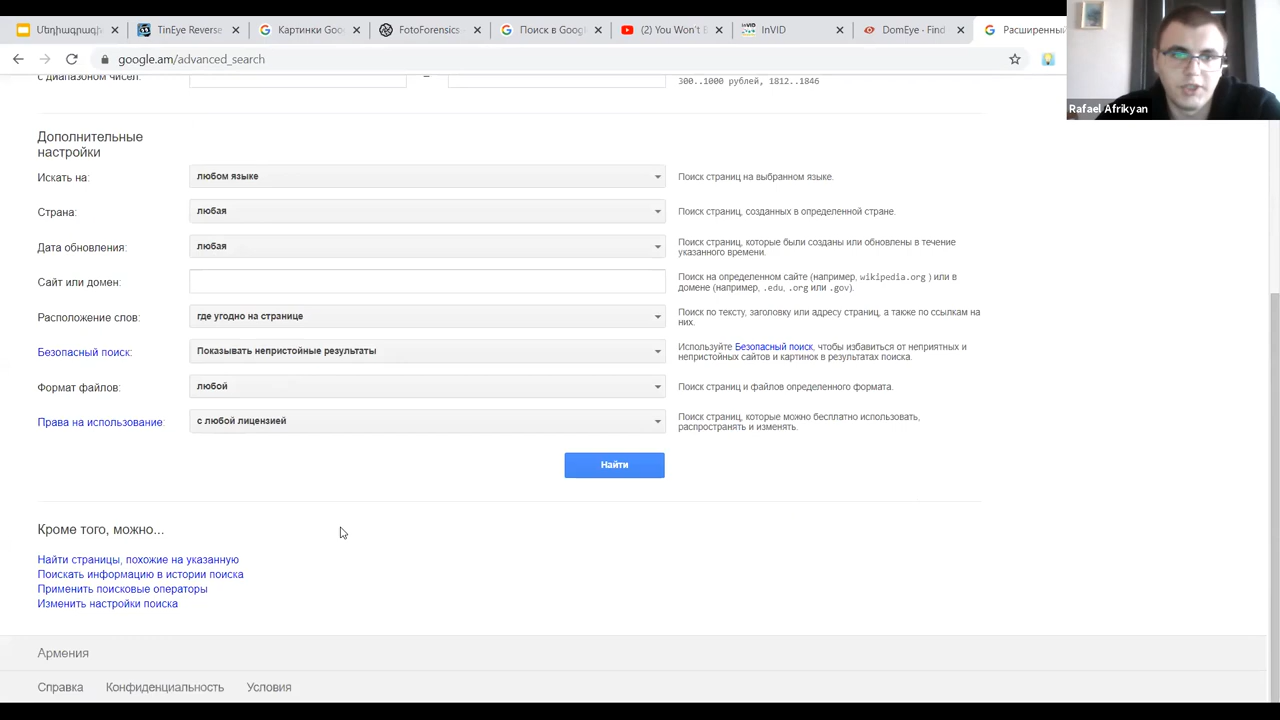 Մեդիագրագի
TinEye Reverse
Картинки Goo
FotoForensics
Поиск в Googl
(2) You Won't B
InVID
DomEye - Find
Расширенный
google.am/advanced_search
Rafael Afrikyan
с диапазоном чисел:
–
300..1000 рублей, 1812..1846
Дополнительные
настройки
Искать на:
любом языке
Поиск страниц на выбранном языке.
Страна:
любая
Поиск страниц, созданных в определенной стране.
Дата обновления:
любая
Поиск страниц, которые были созданы или обновлены в течение
указанного времени.
Сайт или домен:
Поиск на определенном сайте (например, wikipedia.org ) или в
домене (например, .edu, .org или .gov).
Расположение слов:
где угодно на странице
Поиск по тексту, заголовку или адресу страниц, а также по ссылкам на
них.
Безопасный поиск:
Показывать непристойные результаты
Используйте Безопасный поиск, чтобы избавиться от неприятных и
непристойных сайтов и картинок в результатах поиска.
Формат файлов:
любой
Поиск страниц и файлов определенного формата.
Права на использование:
с любой лицензией
Поиск страниц, которые можно бесплатно использовать,
распространять и изменять.
Найти
Кроме того, можно...
Найти страницы, похожие на указанную
Поискать информацию в истории поиска
Применить поисковые операторы
Изменить настройки поиска
Армения
Справка Конфиденциальность Условия